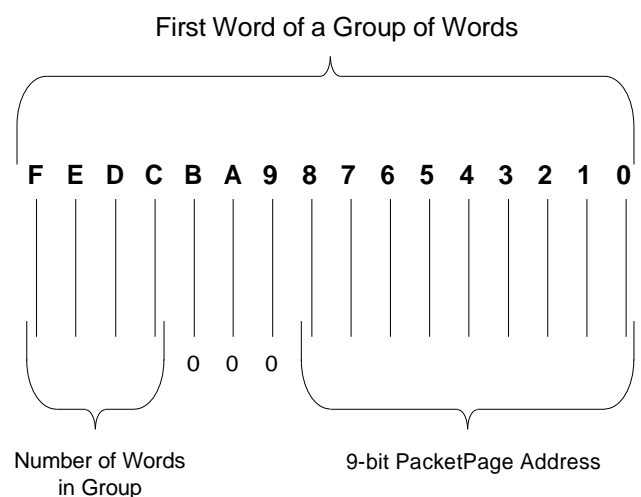 First Word of a Group of Words
F E D C B A 9 8 7 6 5 4 3 2 1 0
0 0 0
Number of Words
in Group
9-bit PacketPage Address